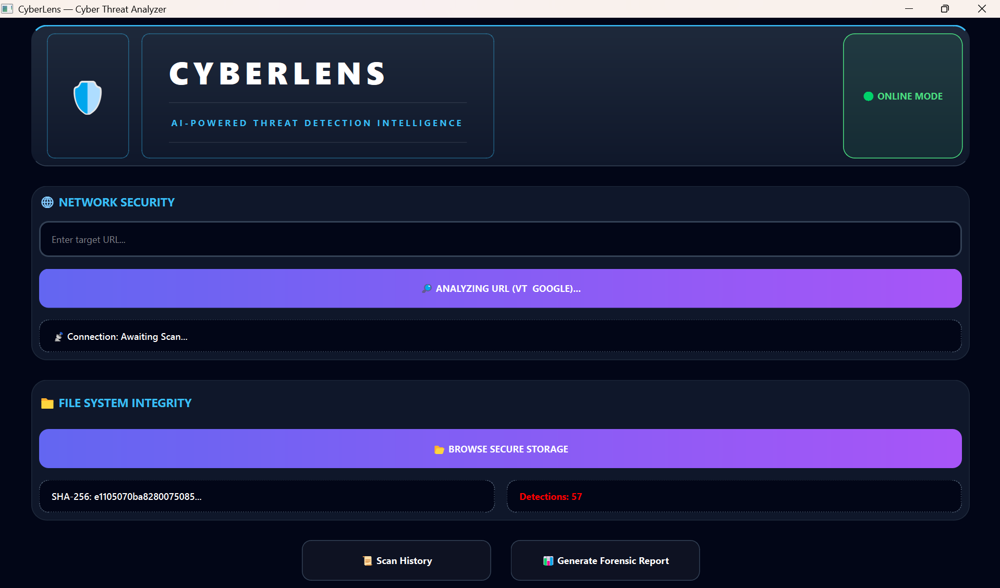 CyberLens — Cyber Threat Analyzer
CYBERLENS
AI-POWERED THREAT DETECTION INTELLIGENCE
ONLINE MODE
NETWORK SECURITY
Enter target URL...
ANALYZING URL (VT  GOOGLE)...
Connection: Awaiting Scan...
FILE SYSTEM INTEGRITY
BROWSE SECURE STORAGE
SHA-256: e1105070ba8280075085...
Detections: 57
Scan History
Generate Forensic Report